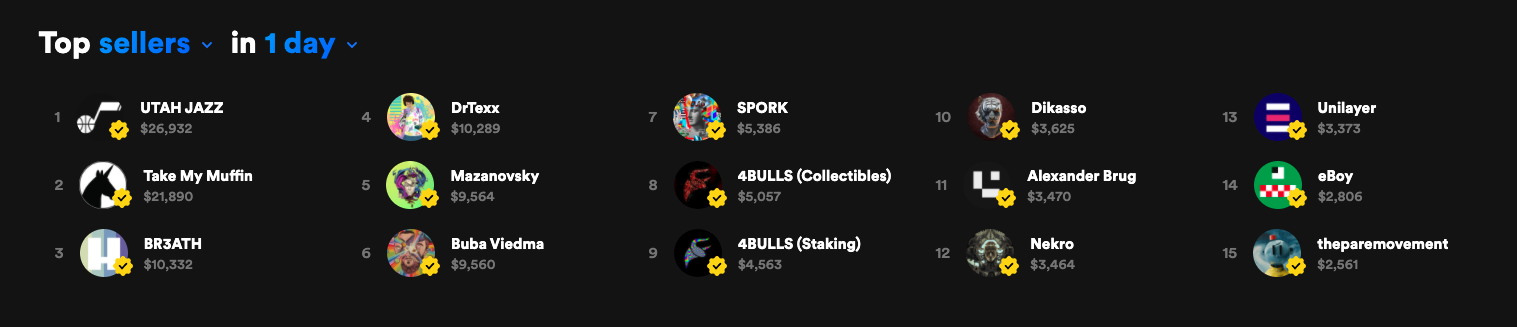 Top sellers in 1 day
1 UTAH JAZZ
$26,932
2 Take My Muffin
$21,890
3 BR3ATH
$10,332
4 DrTexx
$10,289
5 Mazanovsky
$9,564
6 Buba Viedma
$9,560
7 SPORK
$5,386
8 4BULLS (Collectibles)
$5,057
9 4BULLS (Staking)
$4,563
10 Dikasso
$3,625
11 Alexander Brug
$3,470
12 Nekro
$3,464
13 Unilayer
$3,373
14 eBoy
$2,806
15 theparemovement
$2,561